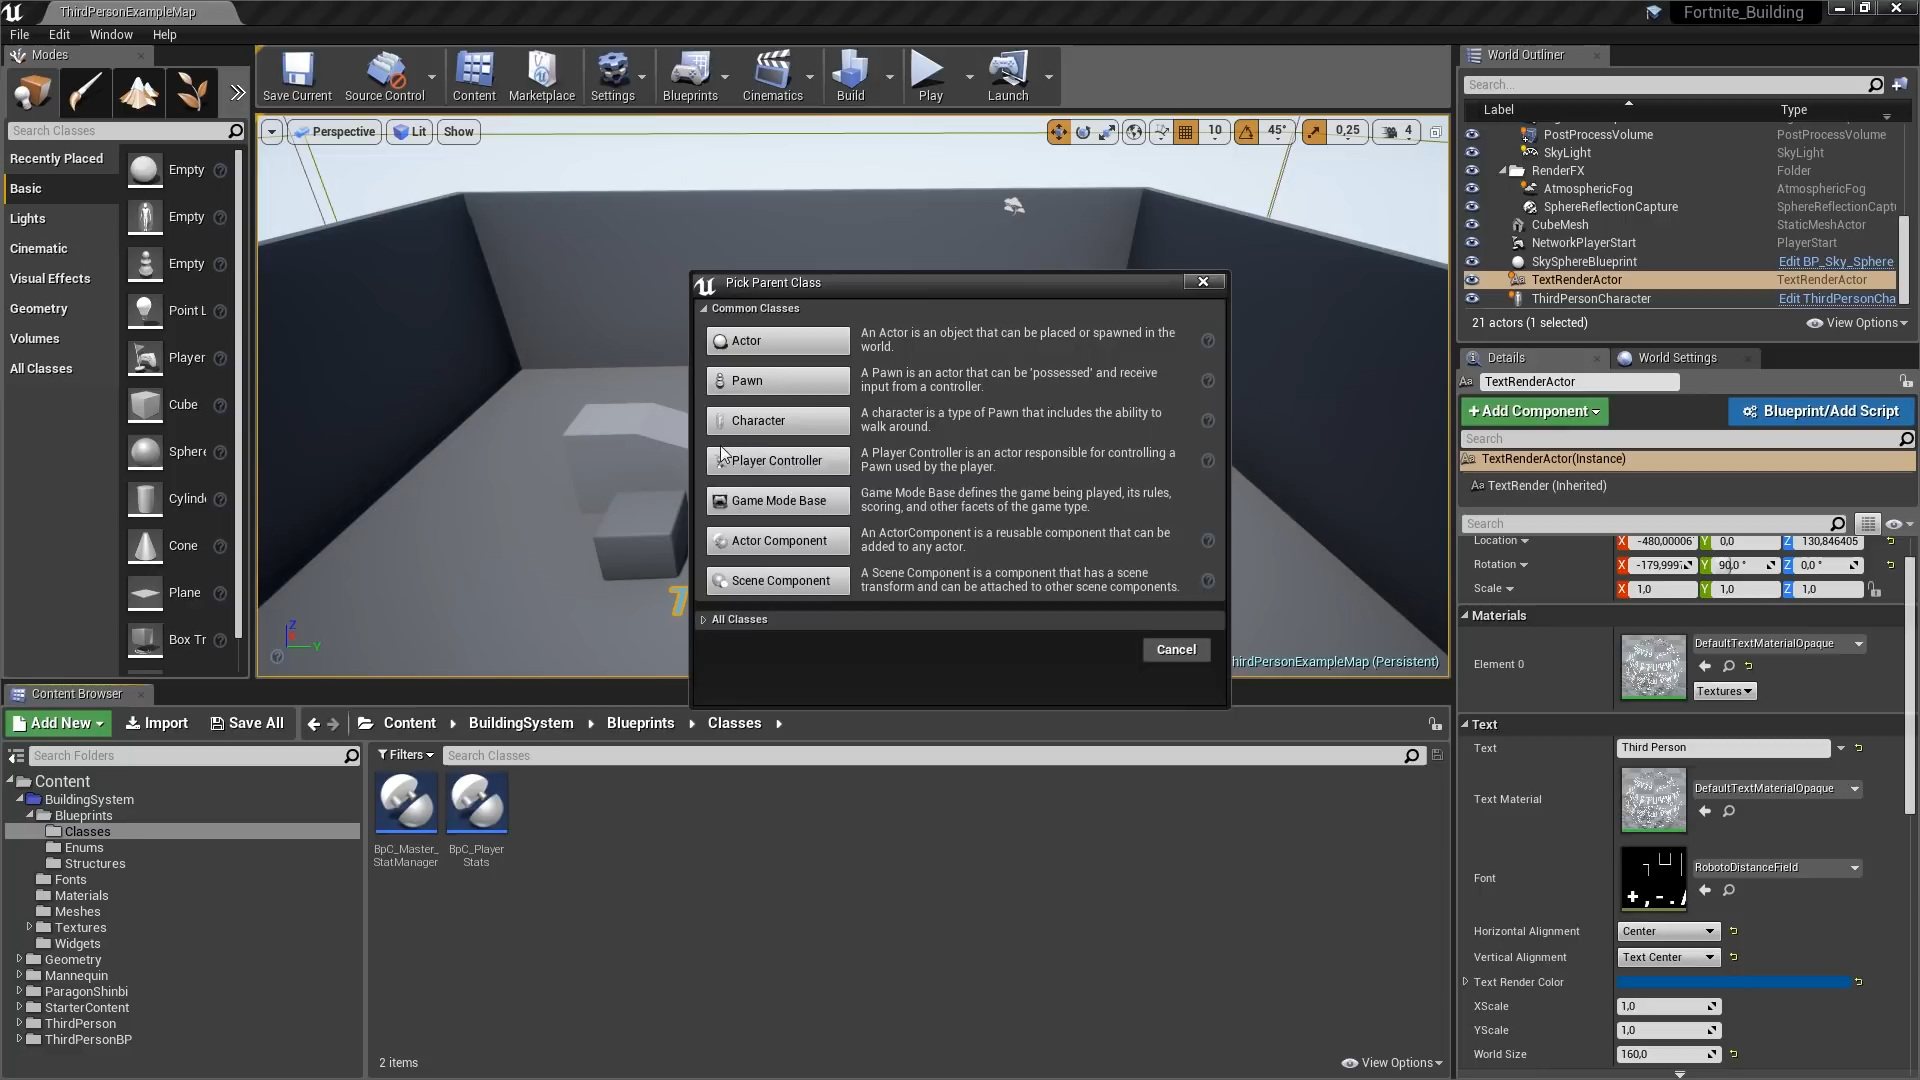 ThirdPersonExampleMap
Fortnite_Building
File Edit Window Help
Modes
Save Current
Source Control
Content
Marketplace
Settings
Blueprints
Cinematics
Build
Play
Launch
Search Classes
Recently Placed
Basic
Lights
Cinematic
Visual Effects
Geometry
Volumes
All Classes
Empty
Empty
Empty
Point L
Player
Cube
Sphere
Cylind
Cone
Plane
Box Tr
Perspective Lit Show
10 45° 0,25 4
Z
Y
ThirdPersonExampleMap (Persistent)
Pick Parent Class
Common Classes
Actor
An Actor is an object that can be placed or spawned in the
world.
Pawn
A Pawn is an actor that can be 'possessed' and receive
input from a controller.
Character
A character is a type of Pawn that includes the ability to
walk around.
Player Controller
A Player Controller is an actor responsible for controlling a
Pawn used by the player.
Game Mode Base
Game Mode Base defines the game being played, its rules,
scoring, and other facets of the game type.
Actor Component
An ActorComponent is a reusable component that can be
added to any actor.
Scene Component
A Scene Component is a component that has a scene
transform and can be attached to other scene components.
All Classes
Cancel
World Outliner
Search...
Label Type
PostProcessVolume PostProcessVolume
SkyLight SkyLight
RenderFX Folder
AtmosphericFog AtmosphericFog
SphereReflectionCapture SphereReflectionCaptu
CubeMesh StaticMeshActor
NetworkPlayerStart PlayerStart
SkySphereBlueprint Edit BP_Sky_Sphere
TextRenderActor TextRenderActor
ThirdPersonCharacter Edit ThirdPersonCha
21 actors (1 selected) View Options
Details World Settings
TextRenderActor
+Add Component Blueprint/Add Script
Search
TextRenderActor(Instance)
TextRender (Inherited)
Search
Location X -480,00006 Y 0,0 Z 130,846405
Rotation X -179,9997 Y 90,0 ° Z 0,0 °
Scale X 1,0 Y 1,0 Z 1,0
Materials
Element 0
DefaultTextMaterialOpaque
Textures
Text
Text Third Person
Text Material
DefaultTextMaterialOpaque
Font
RobotoDistanceField
Horizontal Alignment Center
Vertical Alignment Text Center
Text Render Color
XScale 1,0
YScale 1,0
World Size 160,0
Content Browser
Add New Import Save All Content BuildingSystem Blueprints Classes
Search Folders
Filters Search Classes
Content
BuildingSystem
Blueprints
Classes
Enums
Structures
Fonts
Materials
Meshes
Textures
Widgets
Geometry
Mannequin
ParagonShinbi
StarterContent
ThirdPerson
ThirdPersonBP
BpC_Master_
StatManager
BpC_Player
Stats
2 items View Options